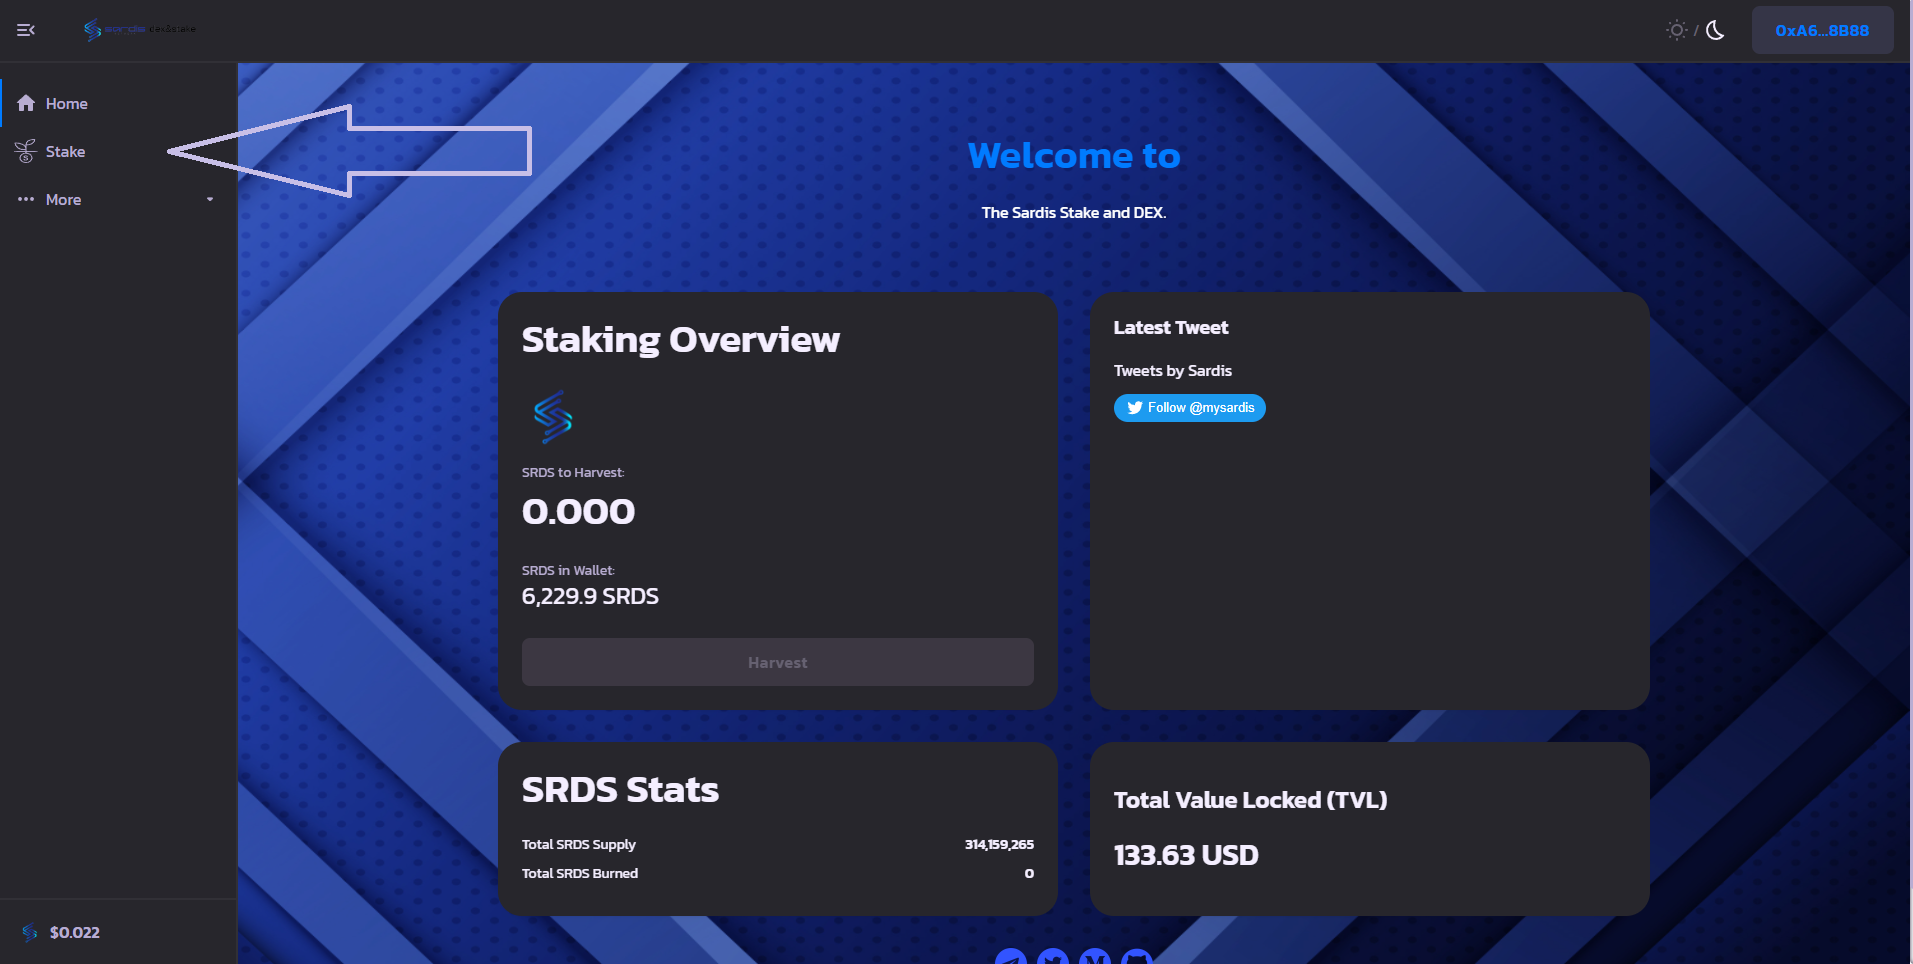 0xA6...8B88
Home
Stake
More
Welcome to
The Sardis Stake and DEX.
Staking Overview
SRDS to Harvest:
0.000
SRDS in Wallet:
6,229.9 SRDS
Harvest
Latest Tweet
Tweets by Sardis
Follow @mysardis
SRDS Stats
Total SRDS Supply 314,159,265
Total SRDS Burned 0
Total Value Locked (TVL)
133.63 USD
$0.022